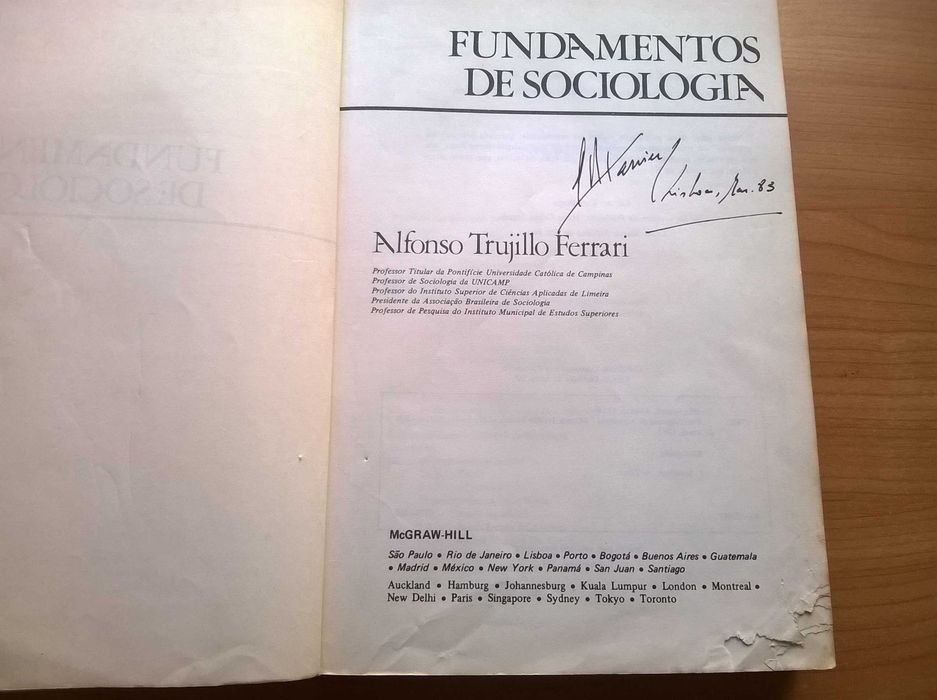 FUNDAMENTOS
DE SOCIOLOGIA
Xavier
Lisboa, Mar. 83
Alfonso Trujillo Ferrari
Professor Titular da Pontifície Universidade Católica de Campinas
Professor de Sociologia da UNICAMP
Professor do Instituto Superior de Ciências Aplicadas de Limeira
Presidente da Associação Brasileira de Sociologia
Professor de Pesquisa do Instituto Municipal de Estudos Superiores
McGRAW-HILL
São Paulo • Rio de Janeiro • Lisboa • Porto • Bogotá • Buenos Aires • Guatemala
• Madrid • México • New York • Panamá • San Juan • Santiago
Auckland • Hamburg • Johannesburg • Kuala Lumpur • London • Montreal •
New Delhi • Paris • Singapore • Sydney • Tokyo • Toronto